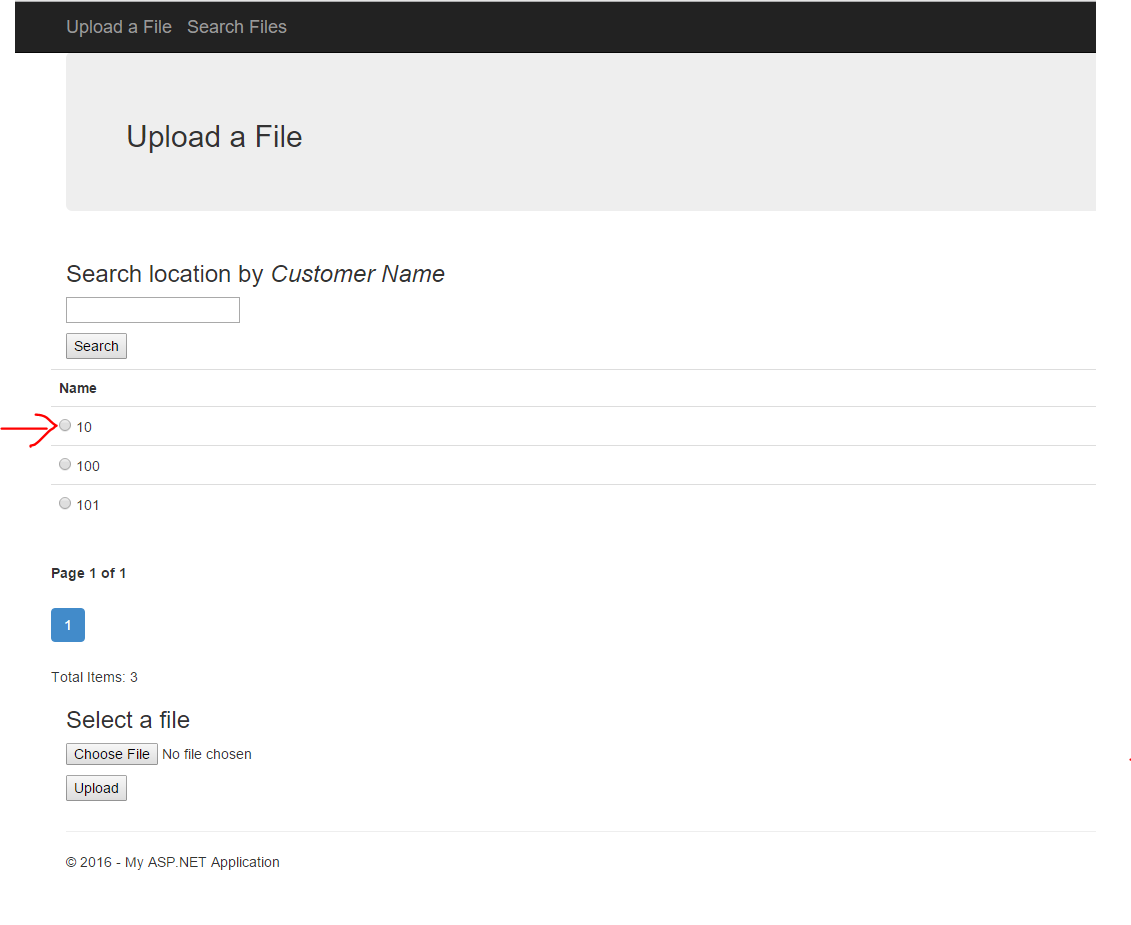 Upload a File Search Files
Upload a File
Search location by Customer Name
Search
Name
10
100
101
Page 1 of 1
1
Total Items: 3
Select a file
Choose File No file chosen
Upload
© 2016 - My ASP.NET Application